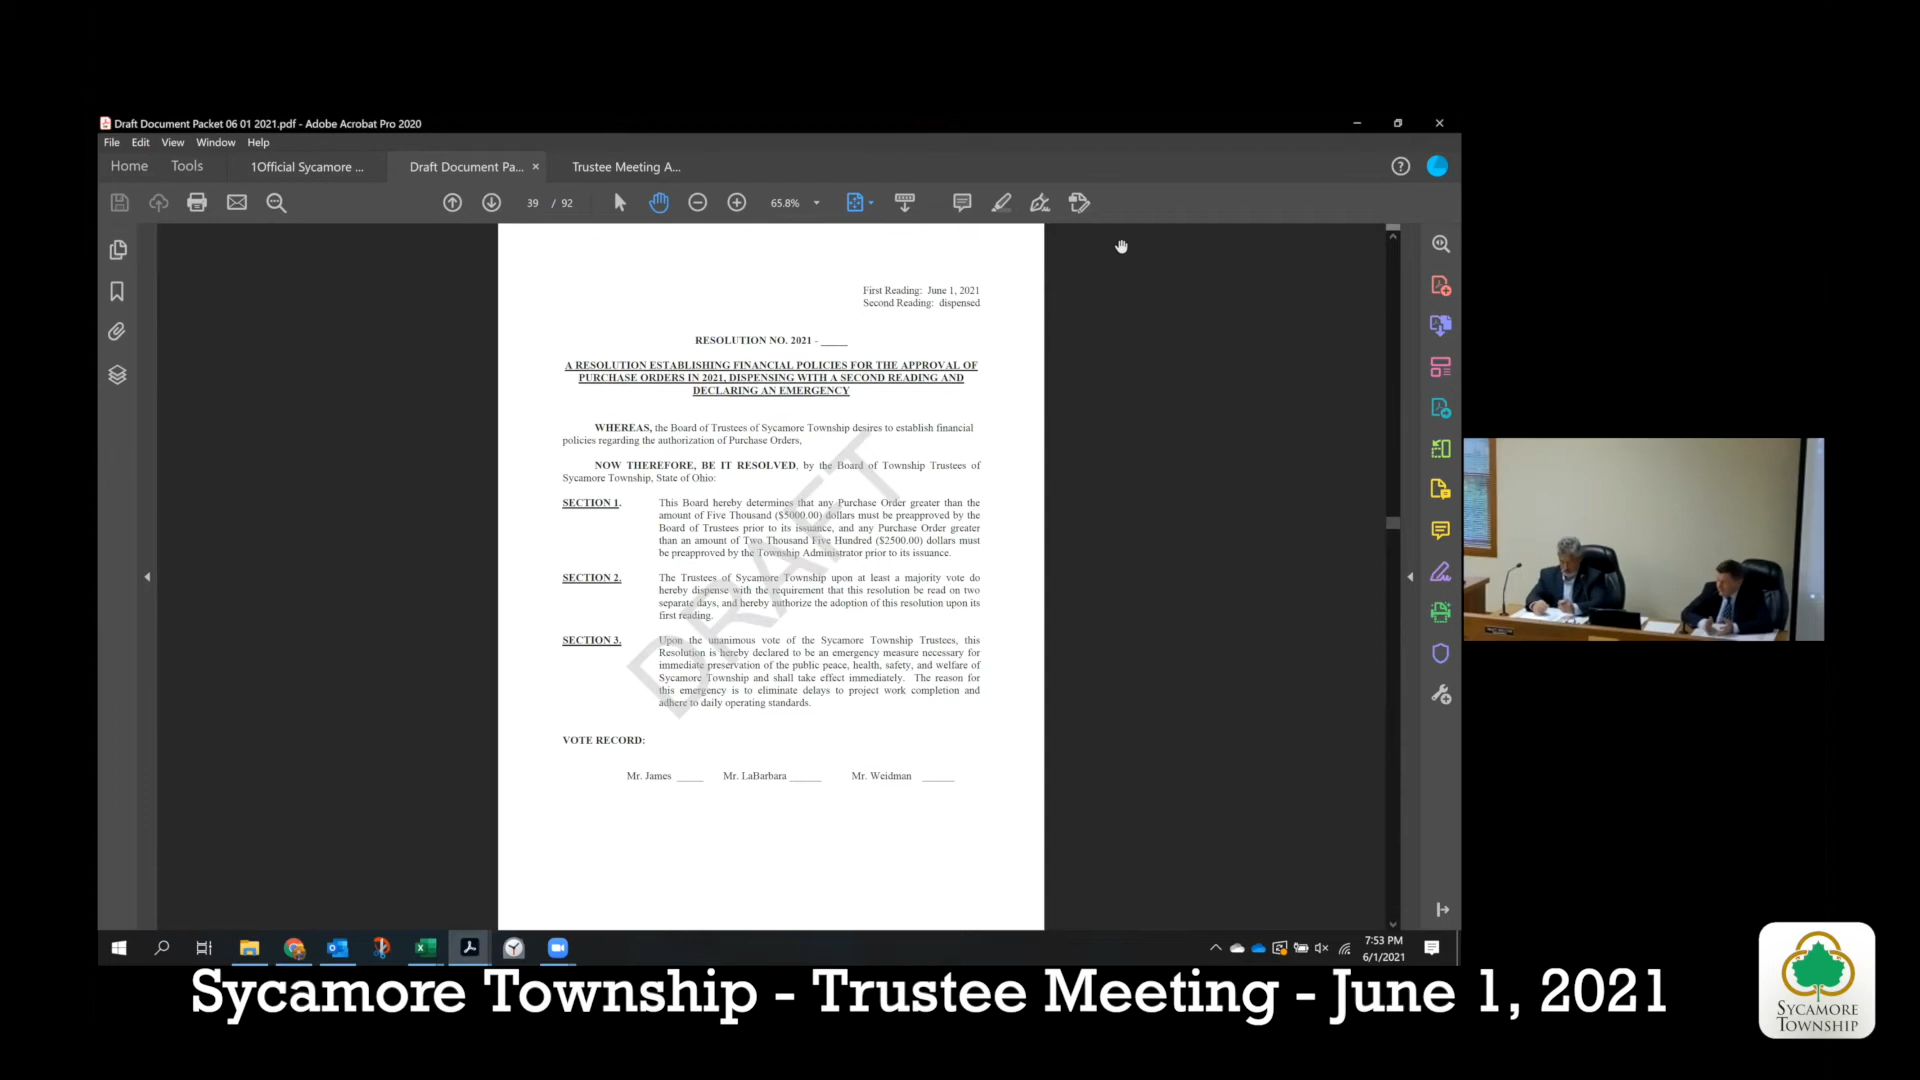 Draft Document Packet 06 01 2021.pdf - Adobe Acrobat Pro 2020
File Edit View Window Help
Home Tools 1Official Sycamore ... Draft Document Pa... × Trustee Meeting A...
39 / 92 65.8%
First Reading: June 1, 2021
Second Reading: dispensed
RESOLUTION NO. 2021 - _____
A RESOLUTION ESTABLISHING FINANCIAL POLICIES FOR THE APPROVAL OF
PURCHASE ORDERS IN 2021, DISPENSING WITH A SECOND READING AND
DECLARING AN EMERGENCY
WHEREAS, the Board of Trustees of Sycamore Township desires to establish financial
policies regarding the authorization of Purchase Orders,
NOW THEREFORE, BE IT RESOLVED, by the Board of Township Trustees of
Sycamore Township, State of Ohio:
SECTION 1. This Board hereby determines that any Purchase Order greater than the
amount of Five Thousand ($5000.00) dollars must be preapproved by the
Board of Trustees prior to its issuance, and any Purchase Order greater
than an amount of Two Thousand Five Hundred ($2500.00) dollars must
be preapproved by the Township Administrator prior to its issuance.
SECTION 2. The Trustees of Sycamore Township upon at least a majority vote do
hereby dispense with the requirement that this resolution be read on two
separate days, and hereby authorize the adoption of this resolution upon its
first reading.
SECTION 3. Upon the unanimous vote of the Sycamore Township Trustees, this
Resolution is hereby declared to be an emergency measure necessary for
immediate preservation of the public peace, health, safety, and welfare of
Sycamore Township and shall take effect immediately. The reason for
this emergency is to eliminate delays to project work completion and
adhere to daily operating standards.
DRAFT
VOTE RECORD:
Mr. James _____ Mr. LaBarbara ______ Mr. Weidman ______
7:53 PM
6/1/2021
Sycamore Township - Trustee Meeting - June 1, 2021
SYCAMORE
TOWNSHIP